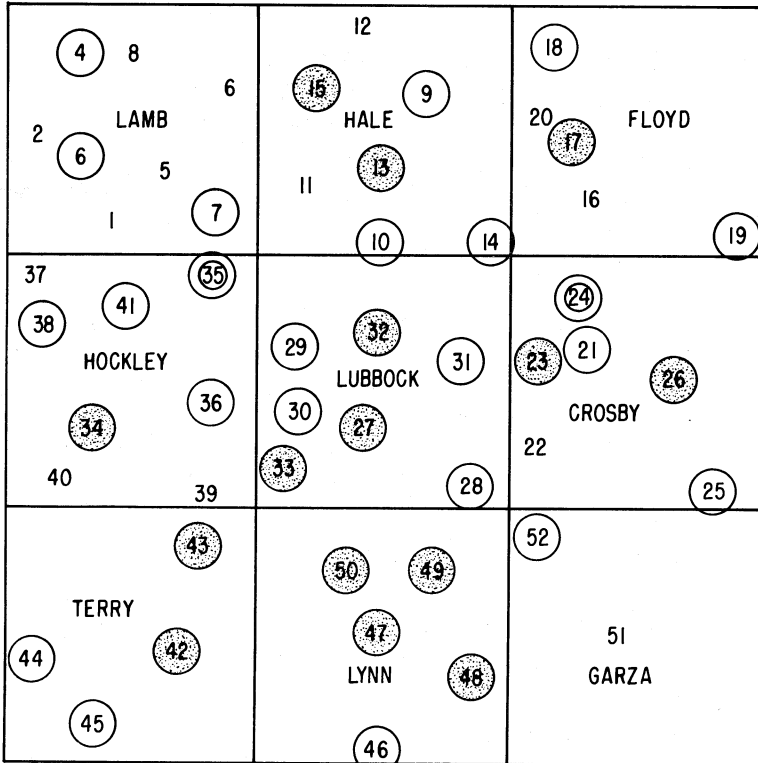 12
4 8 18
15 9 6
LAMB HALE 20 FLOYD
2 17
6 5 13
11 16
1 7
10 14 19
37 35 24
38 41 32
29 31 23 21
HOCKLEY LUBBOCK 26
36 30 CROSBY
34 27
22
40 33
39 28 25
43 52
50 49
TERRY 47 51
44 42 LYNN 48 GARZA
45
46